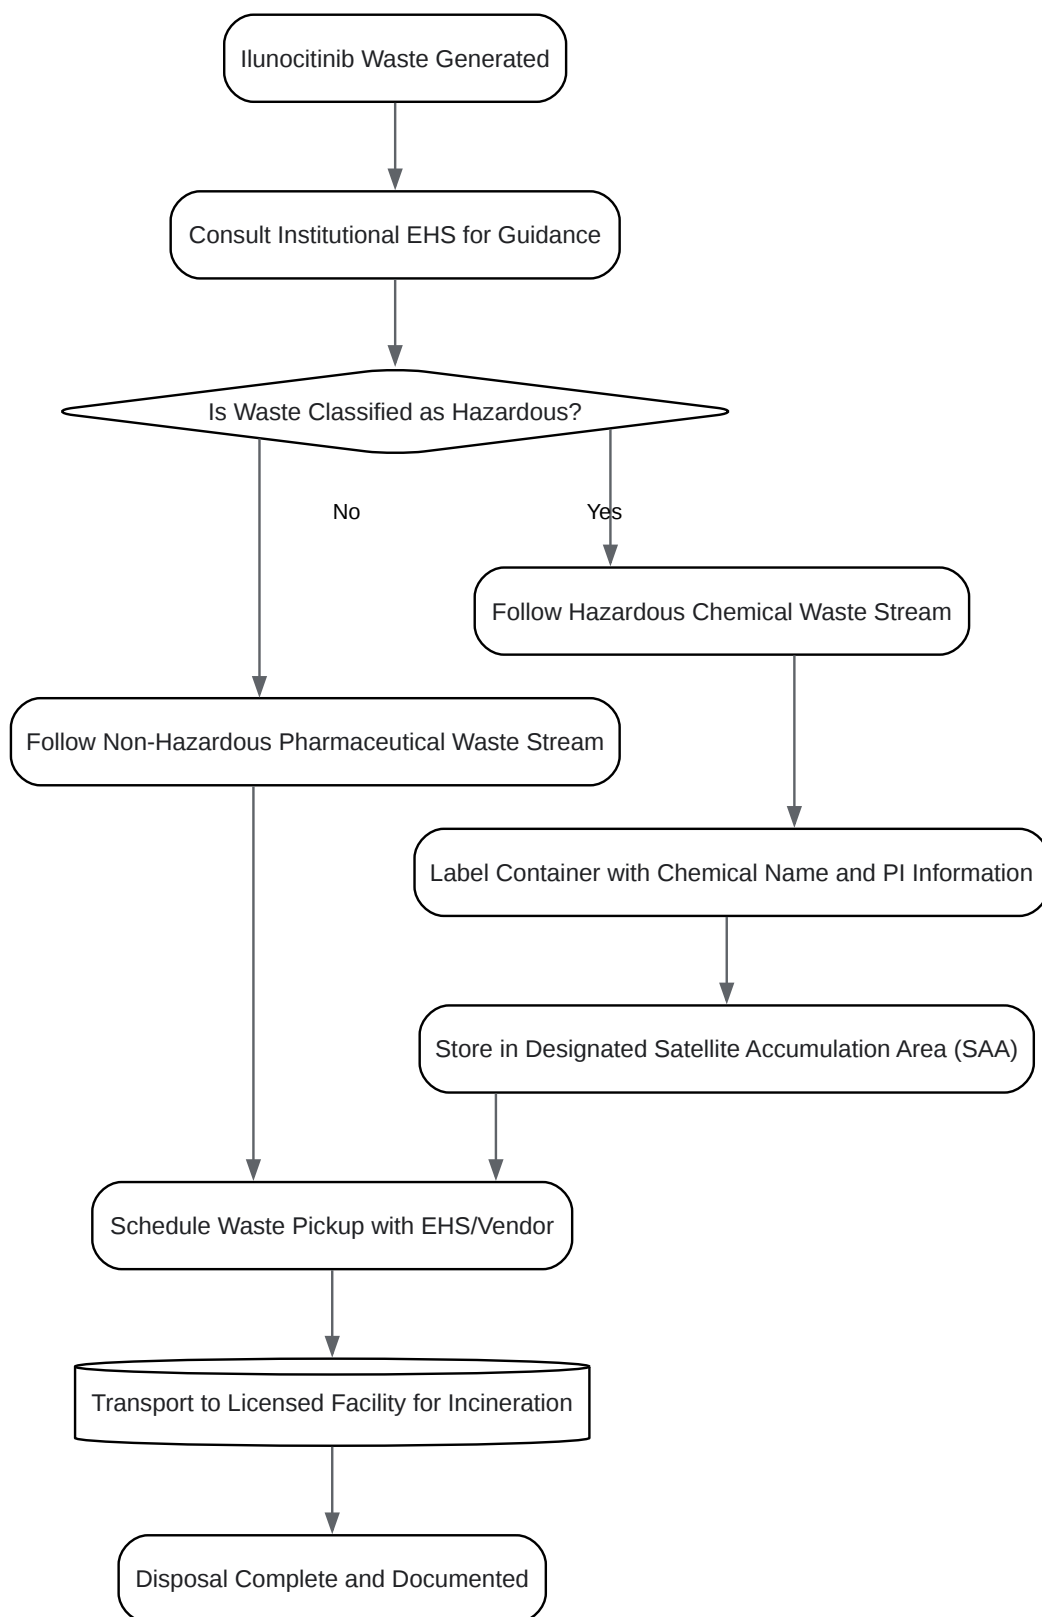 Ilunocitinib Waste Generated
Consult Institutional EHS for Guidance
Is Waste Classified as Hazardous?
No
Yes
Follow Hazardous Chemical Waste Stream
Follow Non-Hazardous Pharmaceutical Waste Stream
Label Container with Chemical Name and PI Information
Store in Designated Satellite Accumulation Area (SAA)
Schedule Waste Pickup with EHS/Vendor
Transport to Licensed Facility for Incineration
Disposal Complete and Documented